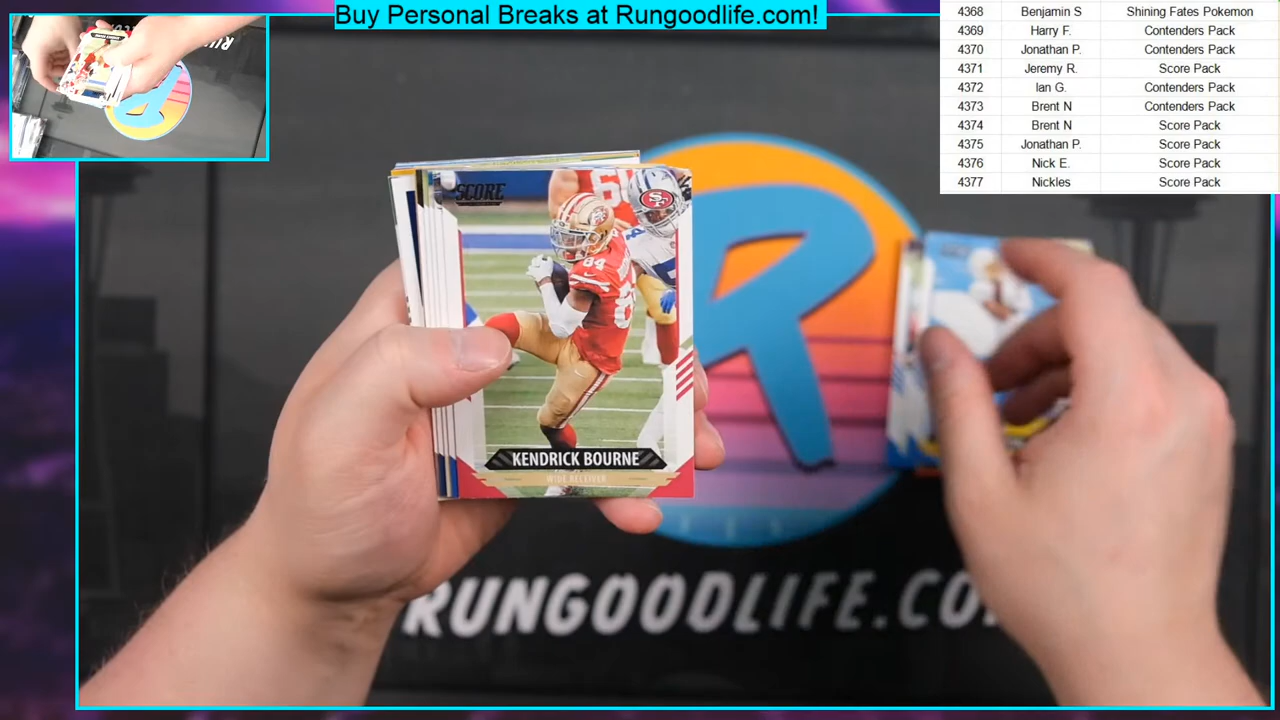 Buy Personal Breaks at Rungoodlife.com!
4368 Benjamin S Shining Fates Pokemon
4369 Harry F. Contenders Pack
4370 Jonathan P. Contenders Pack
4371 Jeremy R. Score Pack
4372 Ian G. Contenders Pack
4373 Brent N Contenders Pack
4374 Brent N Score Pack
4375 Jonathan P. Score Pack
4376 Nick E. Score Pack
4377 Nickles Score Pack
SCORE
84
KENDRICK BOURNE
WIDE RECEIVER
R
RUNGOODLIFE.CO